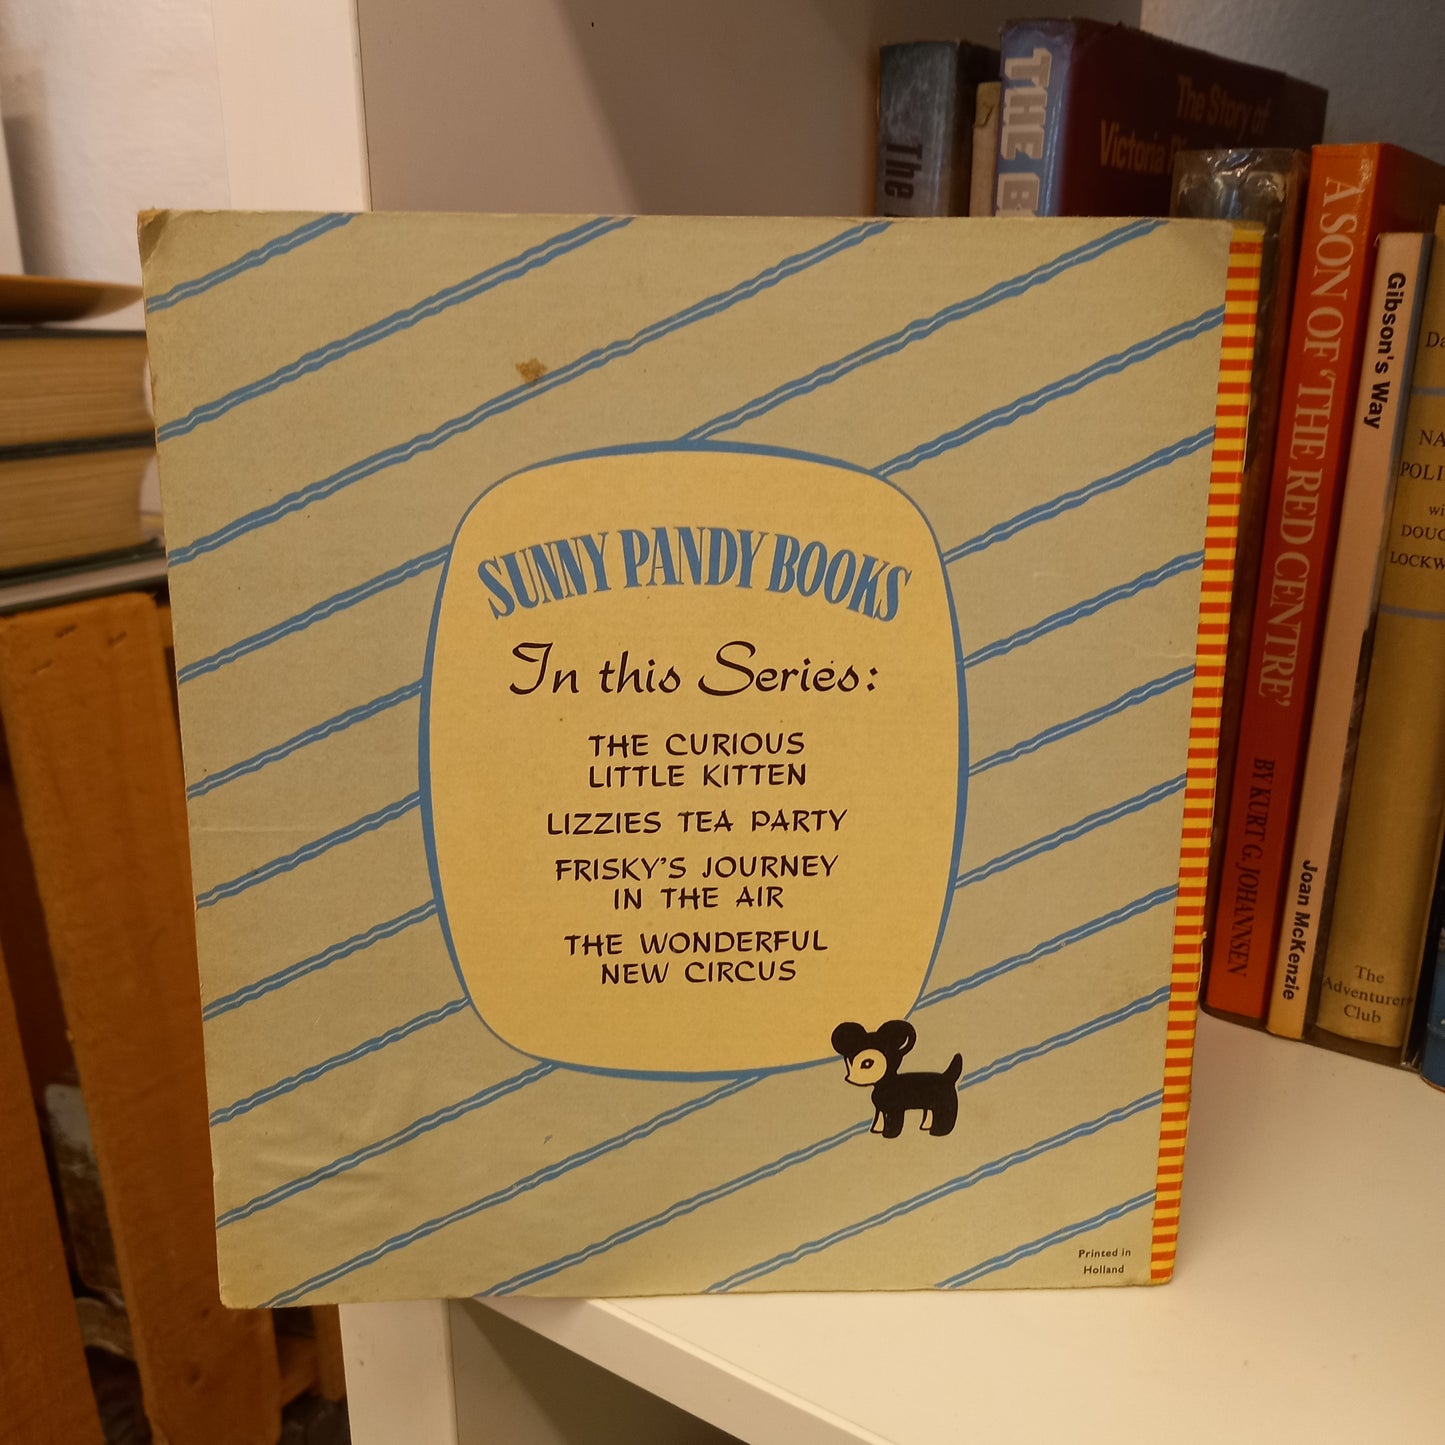 SUNNY PANDY BOOKS
In this Series:
THE CURIOUS
LITTLE KITTEN
LIZZIES TEA PARTY
FRISKY'S JOURNEY
IN THE AIR
THE WONDERFUL
NEW CIRCUS
Printed in
Holland
The
THE
The Story of
Victoria
A SON OF 'THE RED CENTRE'
BY KURT G. JOHANNSEN
Gibson's Way
Joan McKenzie
The
Adventurers
Club